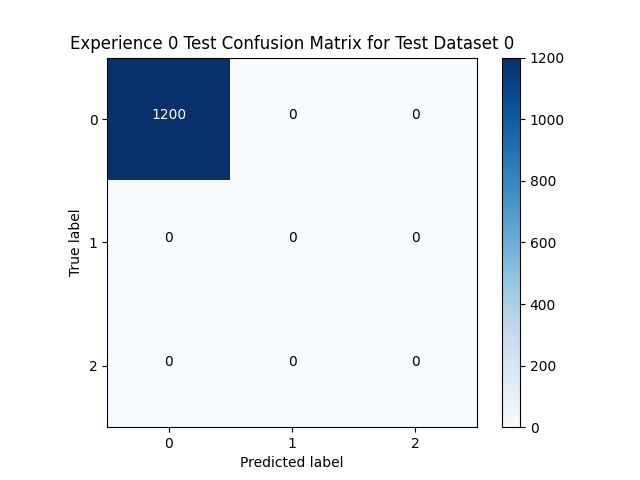 Experience 0 Test Confusion Matrix for Test Dataset 0
1200
0 1200 0 0
1000
800
1 0 0 0
600
400
2 0 0 0
200
0
0 1 2
True label
Predicted label